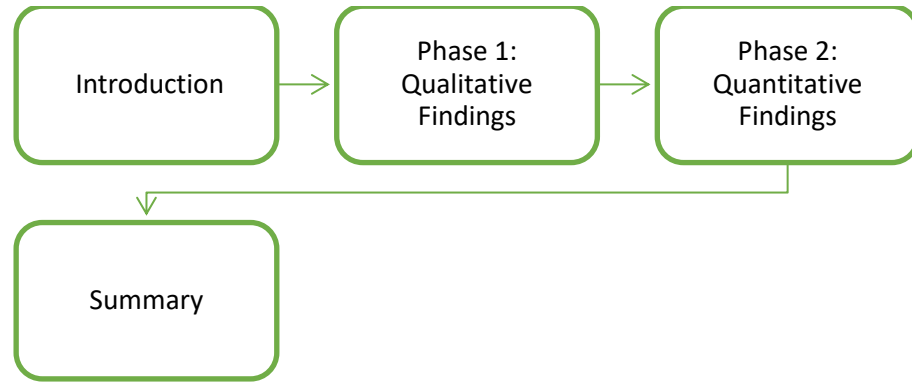 Introduction
Phase 1:
Qualitative
Findings
Phase 2:
Quantitative
Findings
Summary